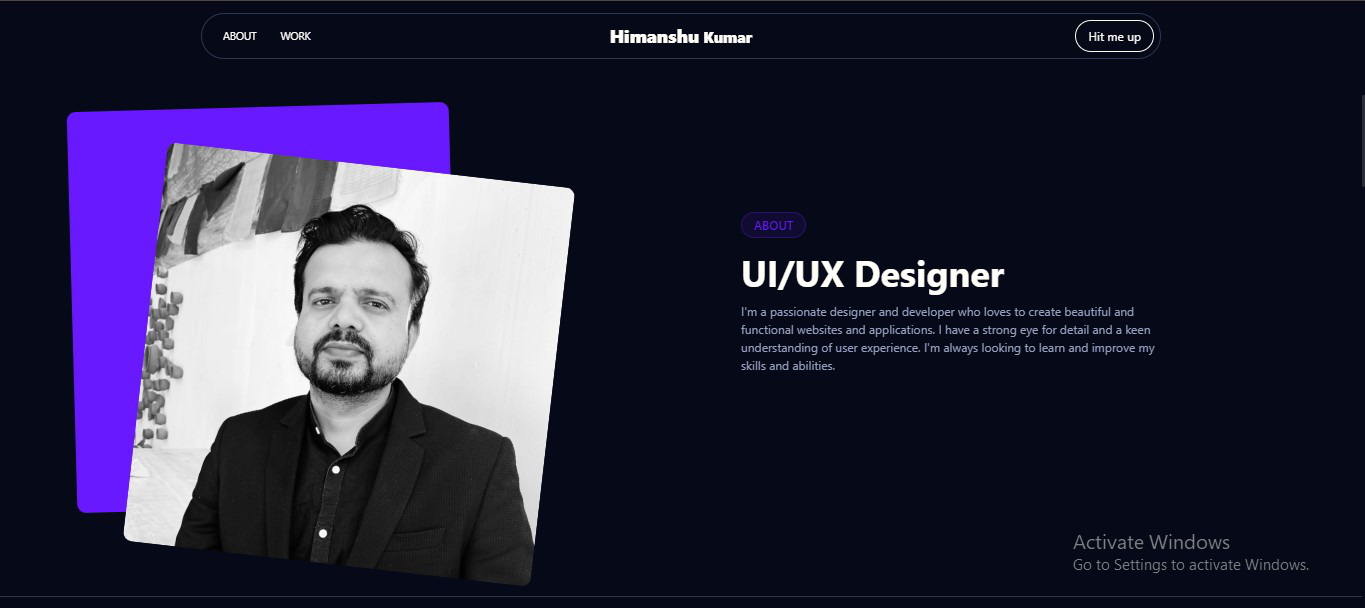 ABOUT WORK Himanshu Kumar Hit me up
ABOUT
UI/UX Designer
I'm a passionate designer and developer who loves to create beautiful and
functional websites and applications. I have a strong eye for detail and a keen
understanding of user experience. I'm always looking to learn and improve my
skills and abilities.
Activate Windows
Go to Settings to activate Windows.